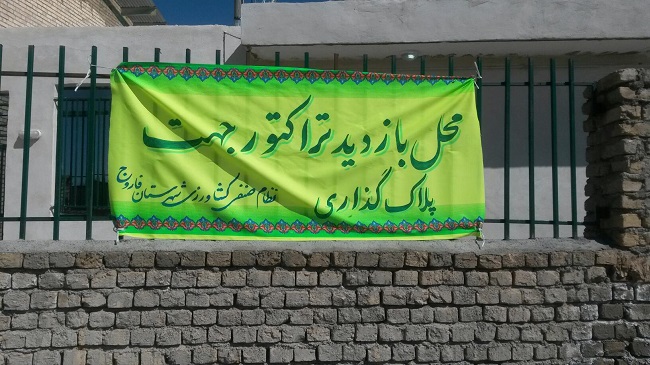 محل بازدید تراکتور جهت
پلاک گذاری
نظام صنفی کشاورزی شهرستان فاروج